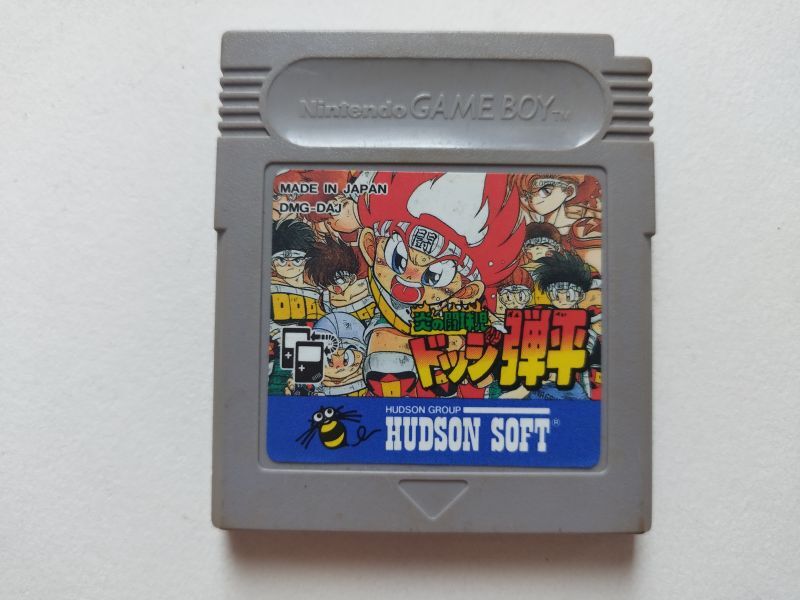 Nintendo GAME BOY™
MADE IN JAPAN
DMG-DAJ
闘
炎の闘球児
ドッジ弾平
HUDSON GROUP
HUDSON SOFT®